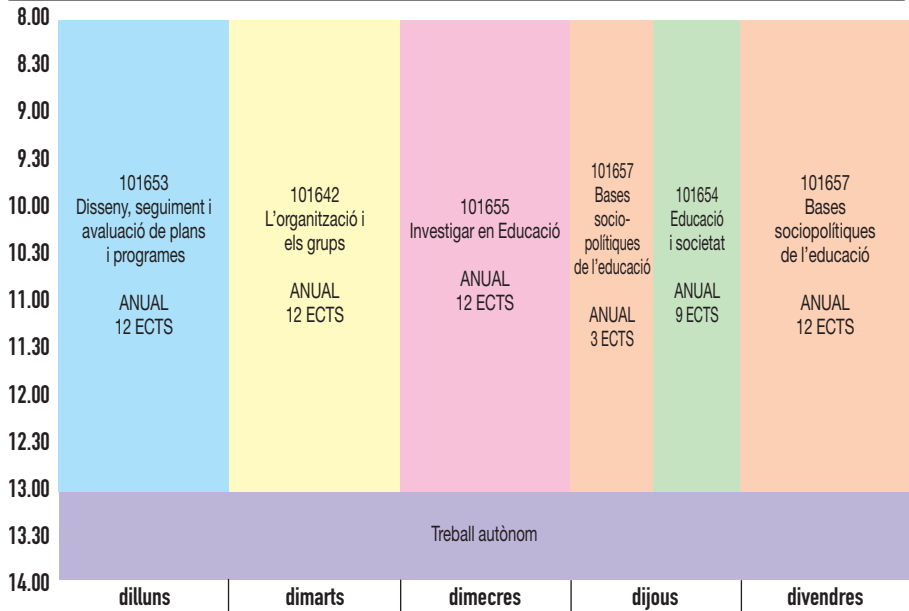 8.00
8.30
9.00
9.30
10.00
10.30
11.00
11.30
12.00
12.30
13.00
13.30
14.00
101653
Disseny, seguiment i
avaluació de plans
i programes
ANUAL
12 ECTS
101642
L'organització i
els grups
ANUAL
12 ECTS
101655
Investigar en Educació
ANUAL
12 ECTS
101657
Bases
socio-
polítiques
de l'educació
ANUAL
3 ECTS
101654
Educació
i societat
ANUAL
9 ECTS
101657
Bases
sociopolítiques
de l'educació
ANUAL
12 ECTS
Treball autònom
dilluns
dimarts
dimecres
dijous
divendres